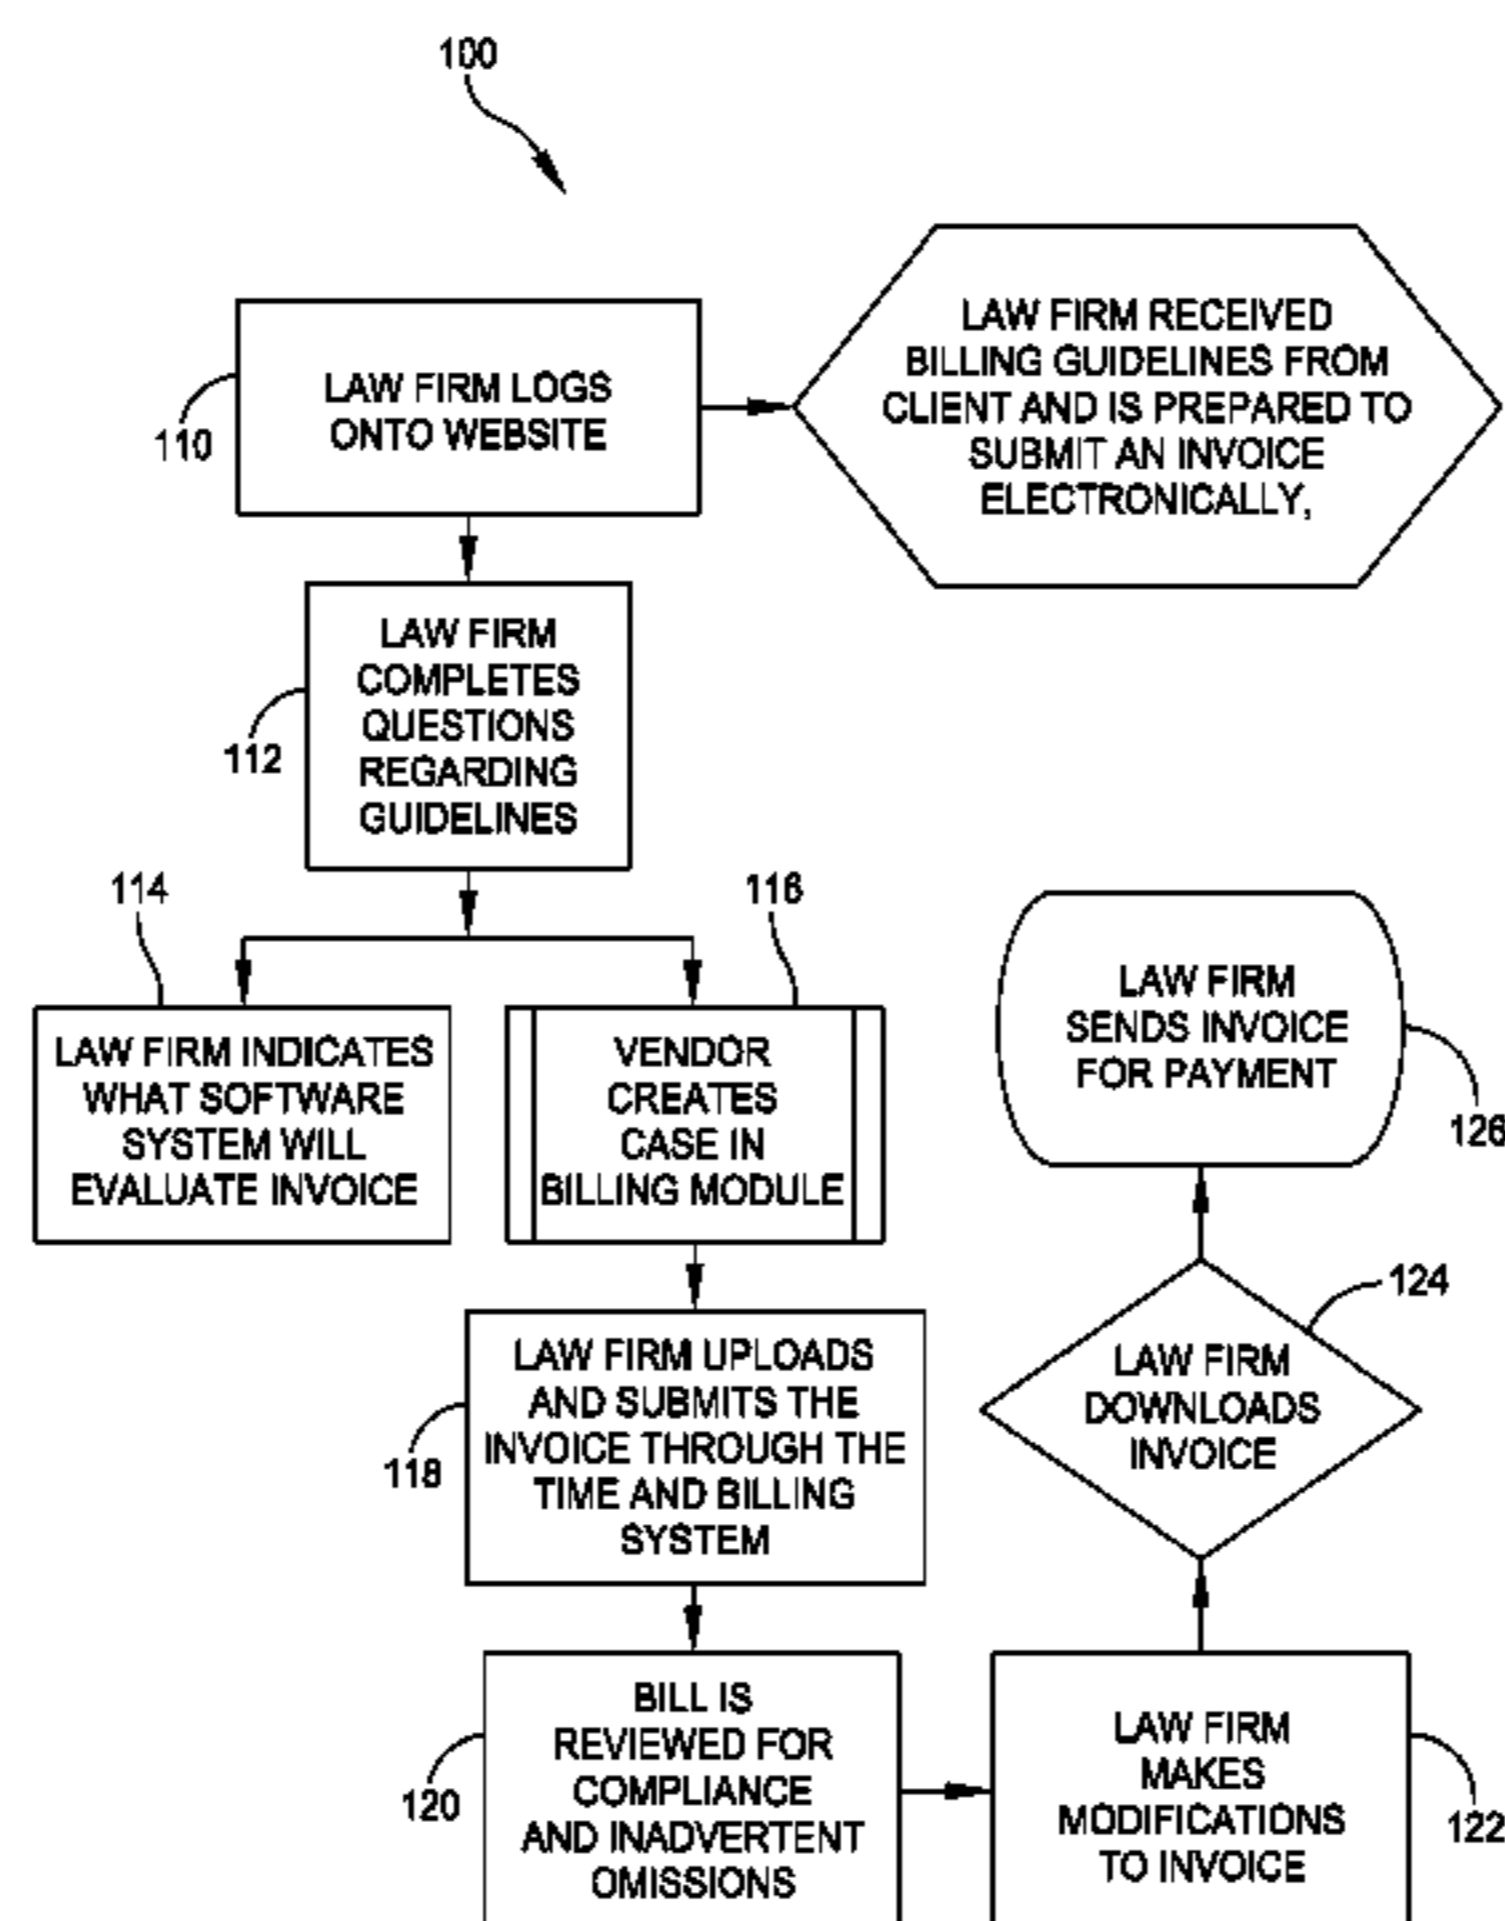 100
LAW FIRM LOGS
ONTO WEBSITE
110
LAW FIRM RECEIVED
BILLING GUIDELINES FROM
CLIENT AND IS PREPARED TO
SUBMIT AN INVOICE
ELECTRONICALLY,
LAW FIRM
COMPLETES
QUESTIONS
REGARDING
GUIDELINES
112
114
LAW FIRM INDICATES
WHAT SOFTWARE
SYSTEM WILL
EVALUATE INVOICE
116
VENDOR
CREATES
CASE IN
BILLING MODULE
LAW FIRM UPLOADS
AND SUBMITS THE
INVOICE THROUGH THE
TIME AND BILLING
SYSTEM
118
BILL IS
REVIEWED FOR
COMPLIANCE
AND INADVERTENT
OMISSIONS
120
LAW FIRM
MAKES
MODIFICATIONS
TO INVOICE
122
124
LAW FIRM
DOWNLOADS
INVOICE
LAW FIRM
SENDS INVOICE
FOR PAYMENT
126